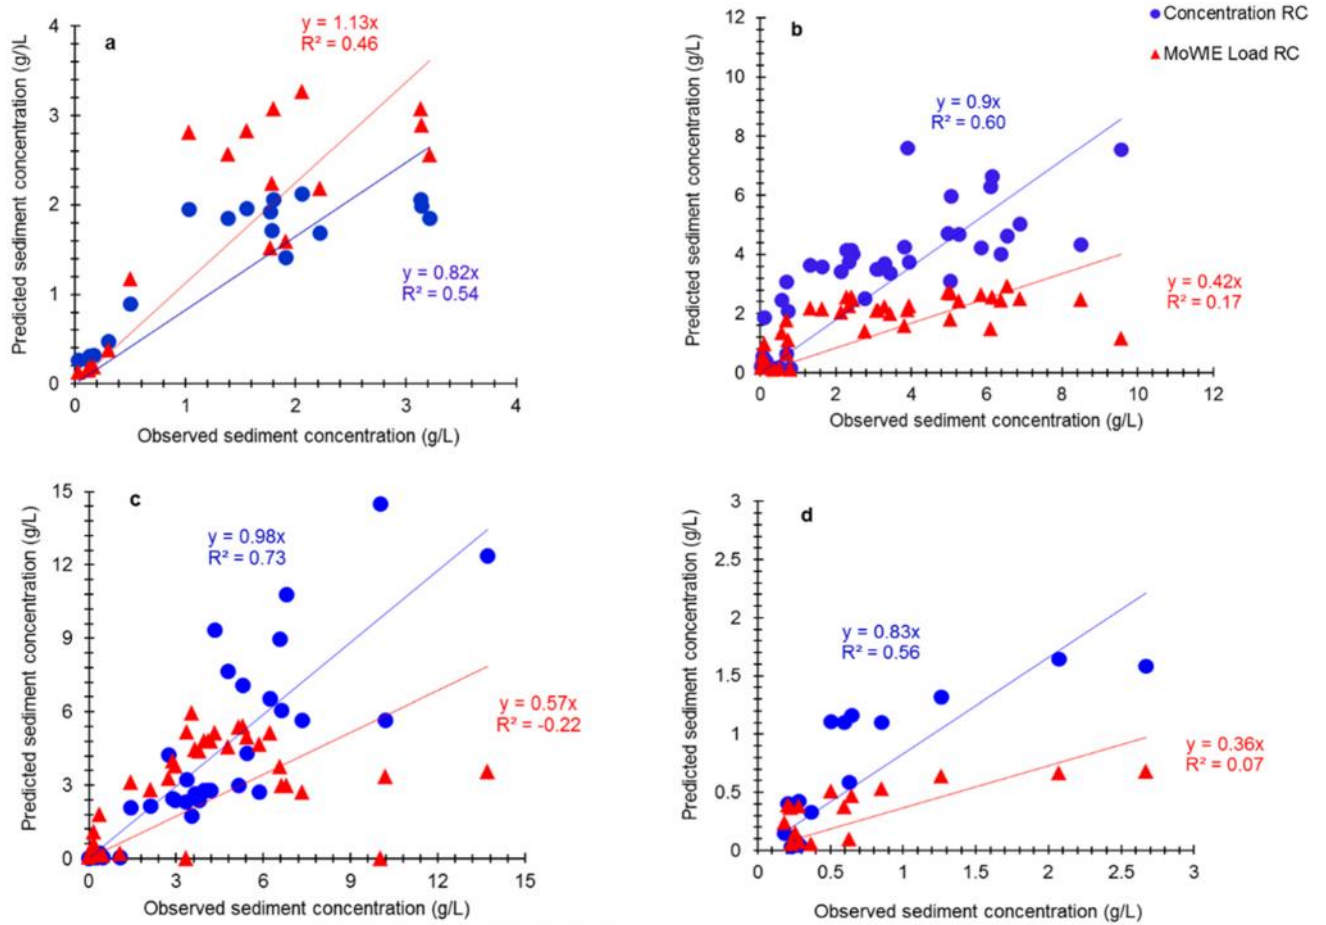 a
y = 1.13x
R² = 0.46
y = 0.82x
R² = 0.54
Predicted sediment concentration (g/)L
4
3
2
1
0
0 1 2 3 4
Observed sediment concentration (g/L)
b
Concentration RC
MoWIE Load RC
y = 0.9x
R² = 0.60
y = 0.42x
R² = 0.17
Predicted sediment concentration (g/L)
12
10
8
6
4
2
0
0 2 4 6 8 10 12
Observed sediment concentration (g/L)
c
y = 0.98x
R² = 0.73
y = 0.57x
R² = -0.22
Predicted sediment concentration (g/L)
15
12
9
6
3
0
0 3 6 9 12 15
Observed sediment concentration (g/L)
d
y = 0.83x
R² = 0.56
y = 0.36x
R² = 0.07
Predicted sediment concentration (g/L)
3
2.5
2
1.5
1
0.5
0
0 0.5 1 1.5 2 2.5 3
Observed sediment concentration (g/L)